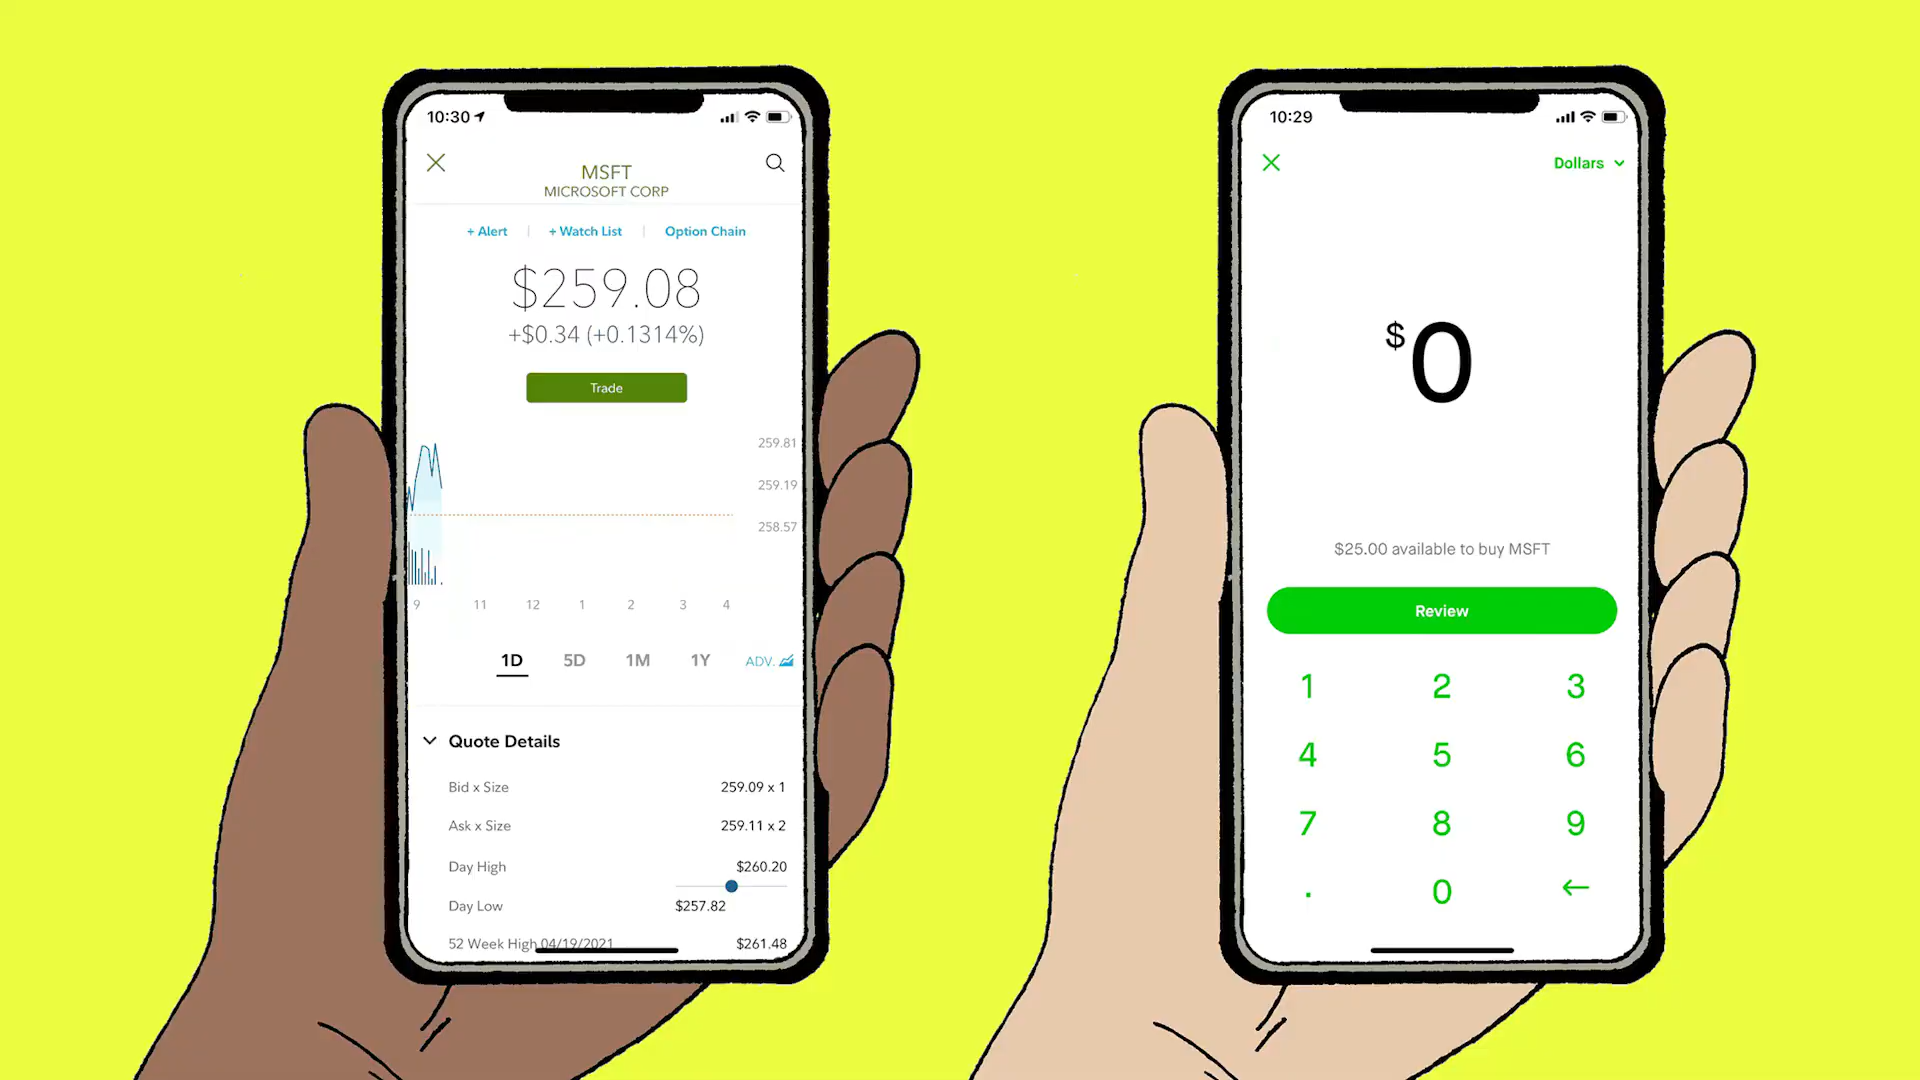 10:30
MSFT
MICROSOFT CORP
+ Alert
+ Watch List
Option Chain
$259.08
+$0.34 (+0.1314%)
Trade
259.81
259.19
258.57
9 11 12 1 2 3 4
1D 5D 1M 1Y ADV.
Quote Details
Bid x Size 259.09 x 1
Ask x Size 259.11 x 2
Day High $260.20
Day Low $257.82
52 Week High 04/19/2021 $261.48
10:29
Dollars
$0
$25.00 available to buy MSFT
Review
1 2 3
4 5 6
7 8 9
. 0